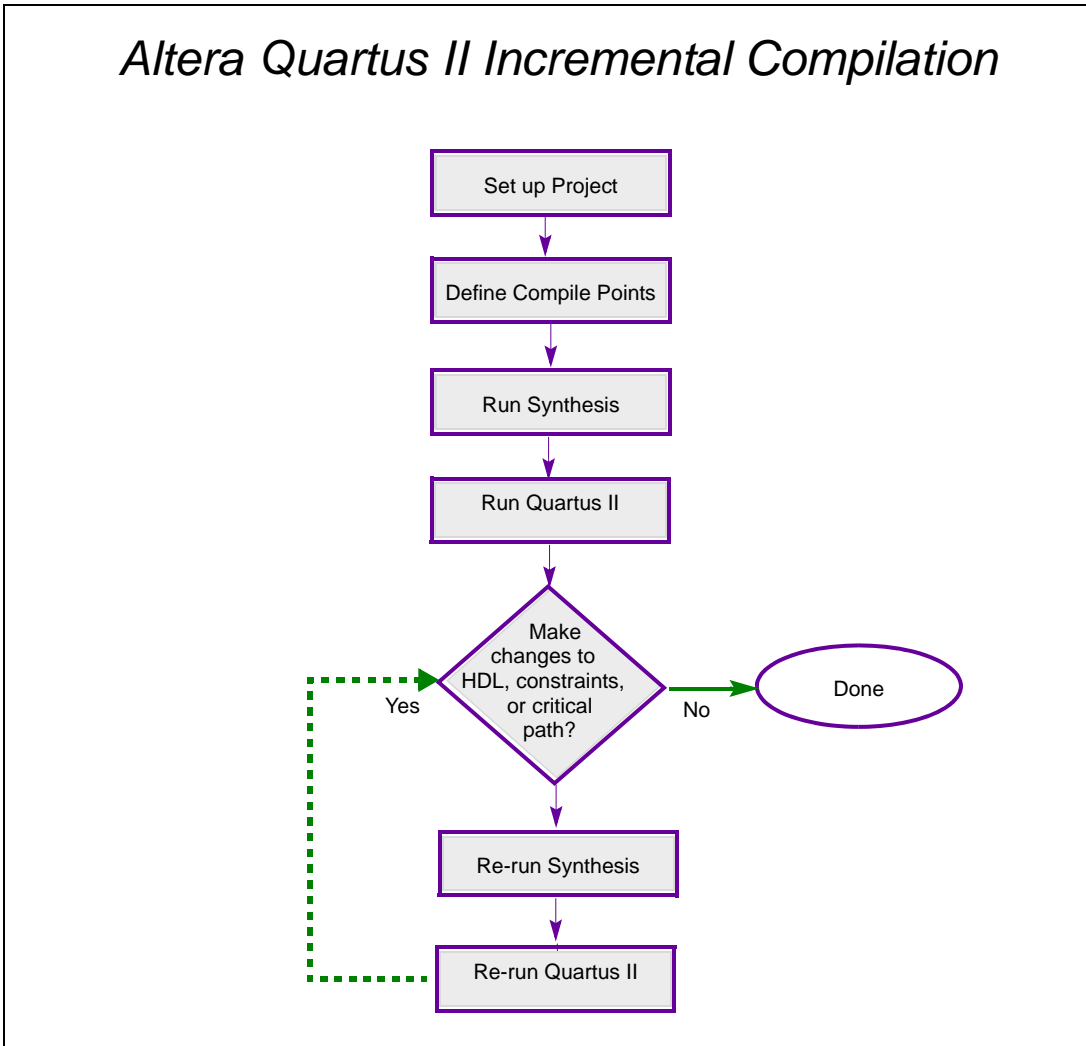 Altera Quartus II Incremental Compilation
Set up Project
Define Compile Points
Run Synthesis
Run Quartus II
Make
changes to
HDL, constraints,
or critical
path?
Yes
No
Done
Re-run Synthesis
Re-run Quartus II